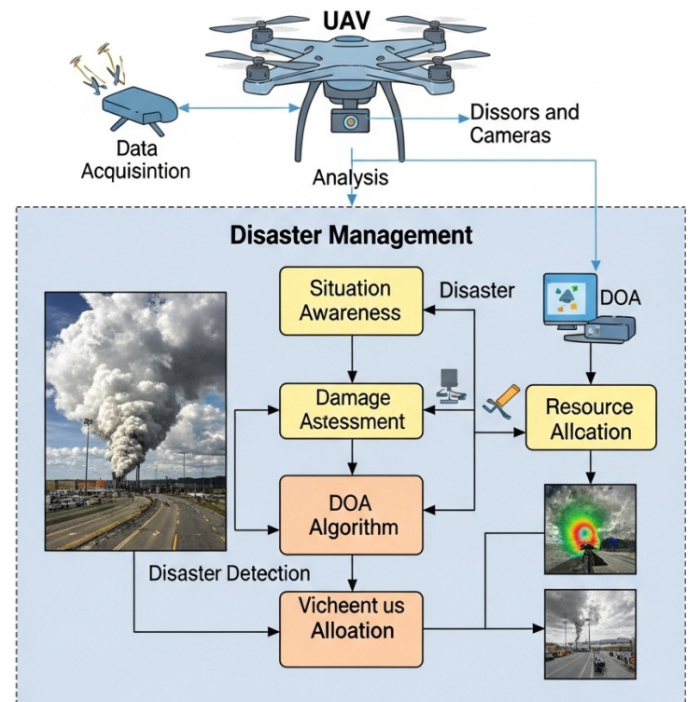 UAV
Dissors and
Cameras
Data
Acquisintion
Analysis
Disaster Management
Situation
Awareness
Disaster
DOA
Damage
Astessment
Resource
Allcation
DOA
Algorithm
Disaster Detection
Vicheent us
Alloation